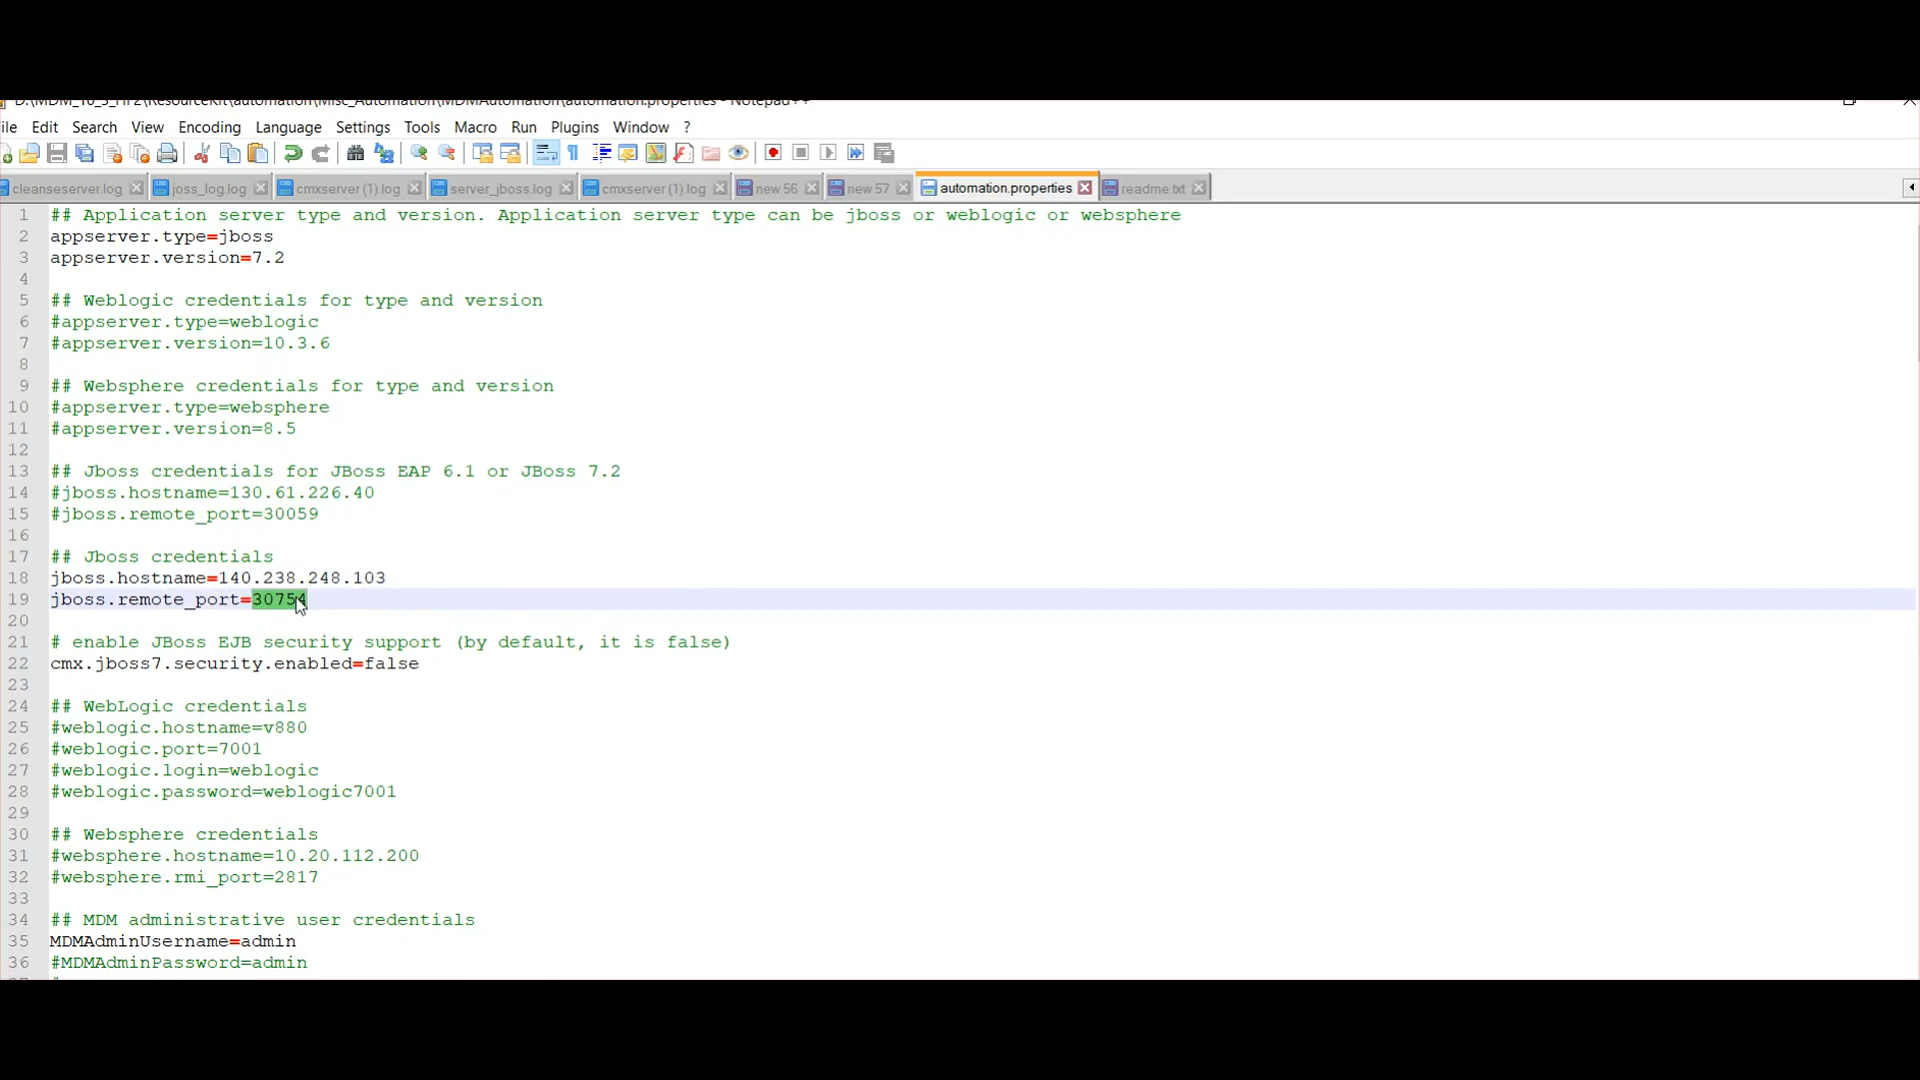 D:\MDM_10_3_HF2\ResourceKit\automation\Misc_Automation\MDMAutomation\automation.properties - Notepad++
ile Edit Search View Encoding Language Settings Tools Macro Run Plugins Window ?
cleanseserver.log joss_log.log cmxserver (1).log server_jboss.log cmxserver (1).log new 56 new 57 automation.properties readme.txt
1 ## Application server type and version. Application server type can be jboss or weblogic or websphere
2 appserver.type=jboss
3 appserver.version=7.2
4
5 ## Weblogic credentials for type and version
6 #appserver.type=weblogic
7 #appserver.version=10.3.6
8
9 ## Websphere credentials for type and version
10 #appserver.type=websphere
11 #appserver.version=8.5
12
13 ## Jboss credentials for JBoss EAP 6.1 or JBoss 7.2
14 #jboss.hostname=130.61.226.40
15 #jboss.remote_port=30059
16
17 ## Jboss credentials
18 jboss.hostname=140.238.248.103
19 jboss.remote_port=30754
20
21 # enable JBoss EJB security support (by default, it is false)
22 cmx.jboss7.security.enabled=false
23
24 ## WebLogic credentials
25 #weblogic.hostname=v880
26 #weblogic.port=7001
27 #weblogic.login=weblogic
28 #weblogic.password=weblogic7001
29
30 ## Websphere credentials
31 #websphere.hostname=10.20.112.200
32 #websphere.rmi_port=2817
33
34 ## MDM administrative user credentials
35 MDMAdminUsername=admin
36 #MDMAdminPassword=admin